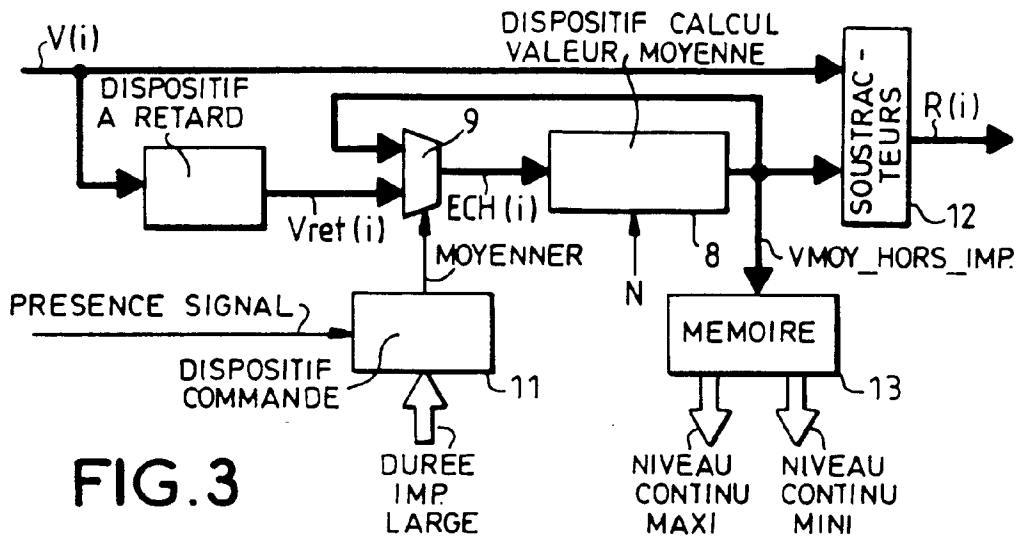 V(i)
DISPOSITIF CALCUL
VALEUR MOYENNE
DISPOSITIF
A RETARD
9
SOUSTRAC-
TEURS
R(i)
Vret(i)
ECH(i)
12
MOYENNER
8
VMOY_HORS_IMP.
N
PRESENCE SIGNAL
MEMOIRE
DISPOSITIF
COMMANDE
11
13
DUREE
IMP.
LARGE
NIVEAU
CONTINU
MAXI
NIVEAU
CONTINU
MINI
FIG.3